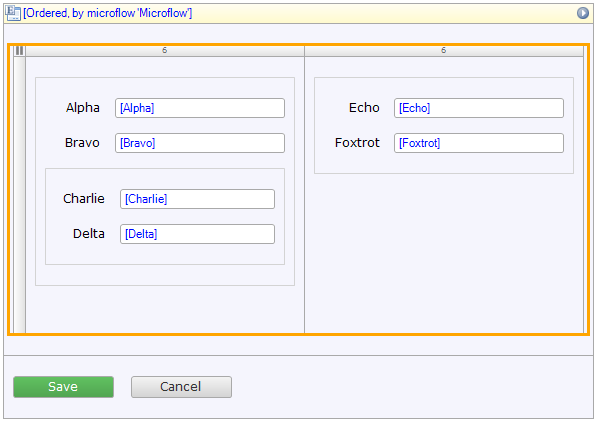 [Ordered, by microflow 'Microflow']
6 6
Alpha [Alpha]
Bravo [Bravo]
Charlie [Charlie]
Delta [Delta]
Echo [Echo]
Foxtrot [Foxtrot]
Save Cancel